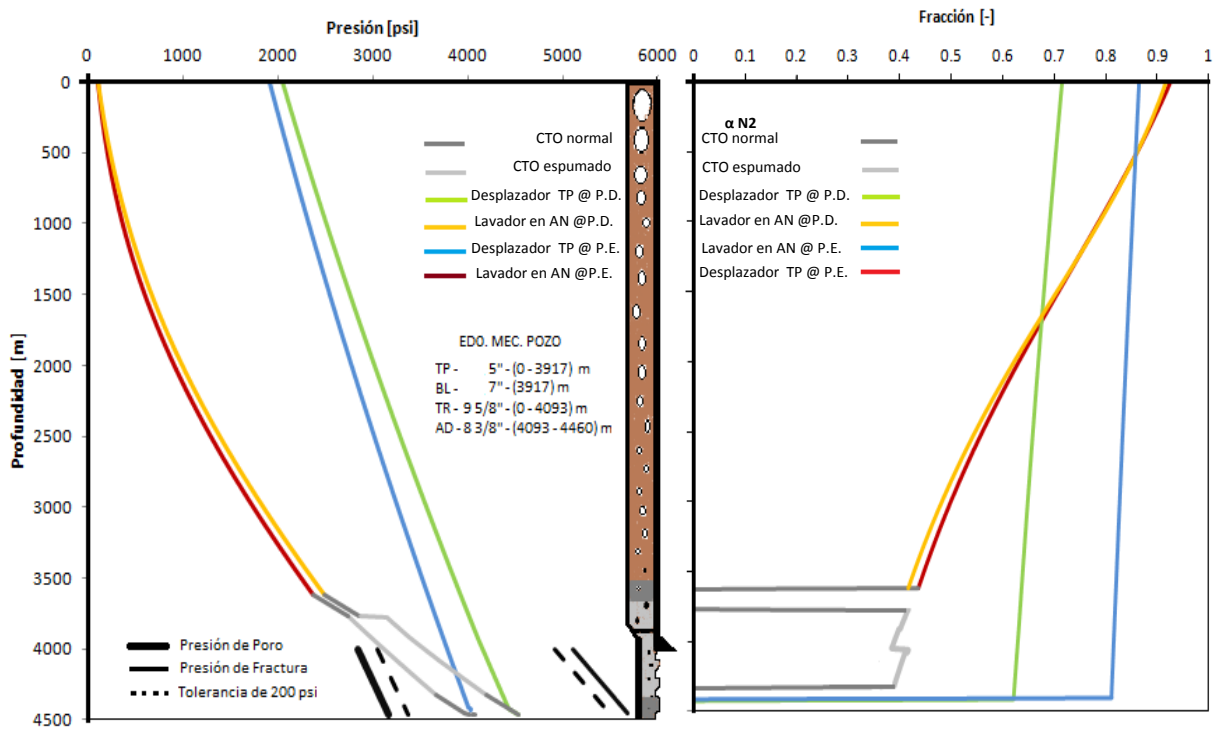 Presión [psi]
0 1000 2000 3000 4000 5000 6000
Profundidad [m]
0
500
1000
1500
2000
2500
3000
3500
4000
4500
CTO normal
CTO espumado
Desplazador TP @ P.D.
Lavador en AN @P.D.
Desplazador TP @ P.E.
Lavador en AN @P.E.
EDO. MEC. POZO
TP - 5" - (0 - 3917) m
BL - 7" - (3917) m
TR - 9 5/8" - (0 - 4093) m
AD - 8 3/8" - (4093 - 4460) m
Presión de Poro
Presión de Fractura
Tolerancia de 200 psi
Fracción [-]
0 0.1 0.2 0.3 0.4 0.5 0.6 0.7 0.8 0.9 1
α N2
CTO normal
CTO espumado
Desplazador TP @ P.D.
Lavador en AN @P.D.
Lavador en AN @ P.E.
Desplazador TP @ P.E.